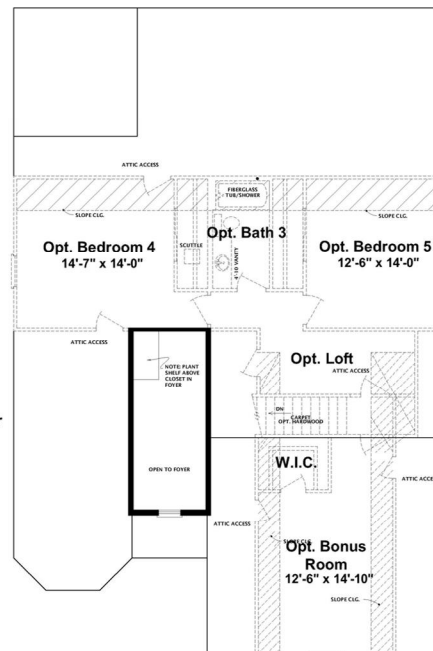 ATTIC ACCESS
FIBERGLASS
TUB/SHOWER
SLOPE CLG.
SLOPE CLG.
Opt. Bath 3
Opt. Bedroom 4
14'-7" x 14'-0"
SCUTTLE
4'-10 VANITY
Opt. Bedroom 5
12'-6" x 14'-0"
ATTIC ACCESS
Opt. Loft
NOTE: PLANT
SHELF ABOVE
CLOSET IN
FOYER
ATTIC ACCESS
DN
CARPET
OPT. HARDWOOD
OPEN TO FOYER
W.I.C.
ATTIC ACCESS
ATTIC ACCESS
SLOPE CLG.
Opt. Bonus
Room
12'-6" x 14'-10"
SLOPE CLG.